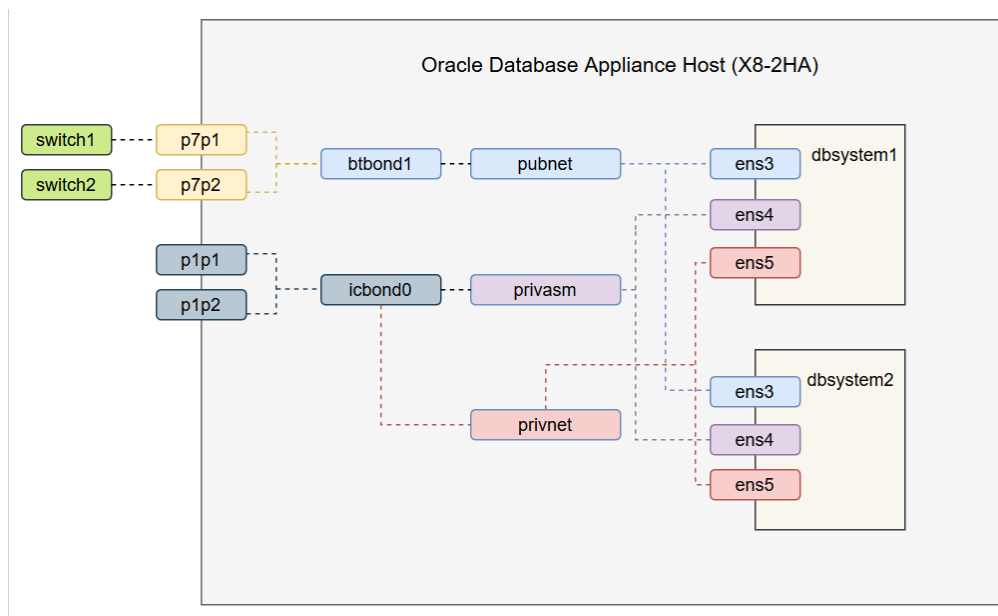 Oracle Database Appliance Host (X8-2HA)
switch1
p7p1
switch2
p7p2
btbond1
pubnet
ens3
dbsystem1
ens4
ens5
p1p1
p1p2
icbond0
privasm
privnet
ens3
dbsystem2
ens4
ens5